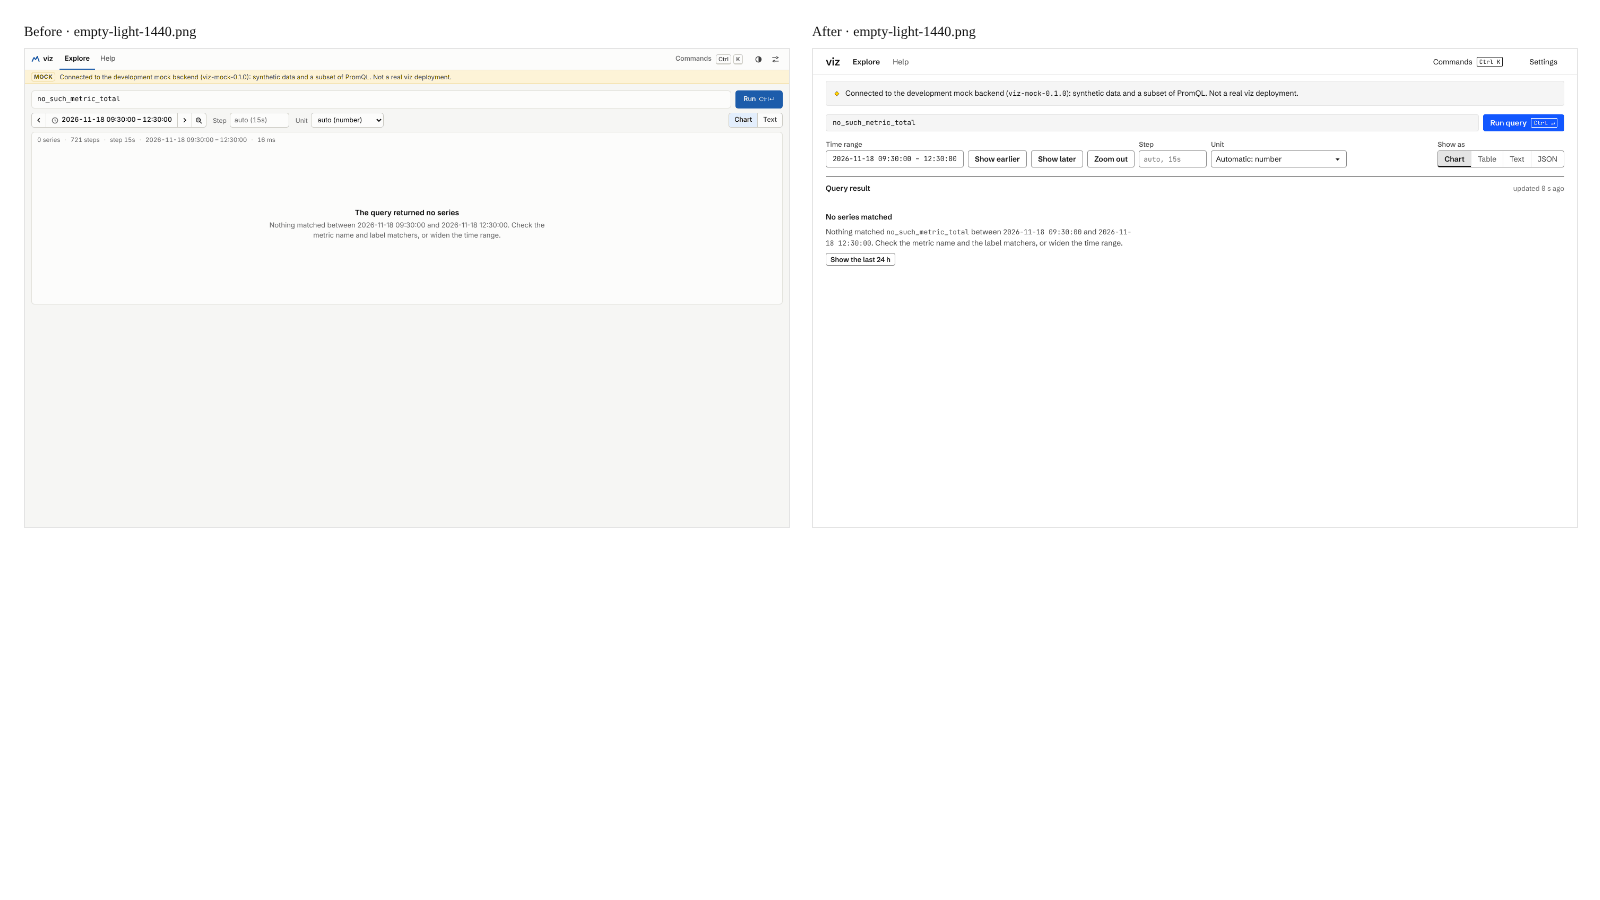 Before · empty-light-1440.png
viz Explore Help Commands Ctrl K
MOCK Connected to the development mock backend (viz-mock-0.1.0): synthetic data and a subset of PromQL. Not a real viz deployment.
no_such_metric_total Run Ctrl↵
2026-11-18 09:30:00 – 12:30:00 Step auto (15s) Unit auto (number) Chart Text
0 series 721 steps step 15s 2026-11-18 09:30:00 – 12:30:00 16 ms
The query returned no series
Nothing matched between 2026-11-18 09:30:00 and 2026-11-18 12:30:00. Check the
metric name and label matchers, or widen the time range.
After · empty-light-1440.png
viz Explore Help Commands Ctrl K Settings
Connected to the development mock backend (viz-mock-0.1.0): synthetic data and a subset of PromQL. Not a real viz deployment.
no_such_metric_total Run query Ctrl ↵
Time range Step Unit Show as
2026-11-18 09:30:00 – 12:30:00 Show earlier Show later Zoom out auto, 15s Automatic: number Chart Table Text JSON
Query result updated 0 s ago
No series matched
Nothing matched no_such_metric_total between 2026-11-18 09:30:00 and 2026-11-
18 12:30:00. Check the metric name and the label matchers, or widen the time range.
Show the last 24 h